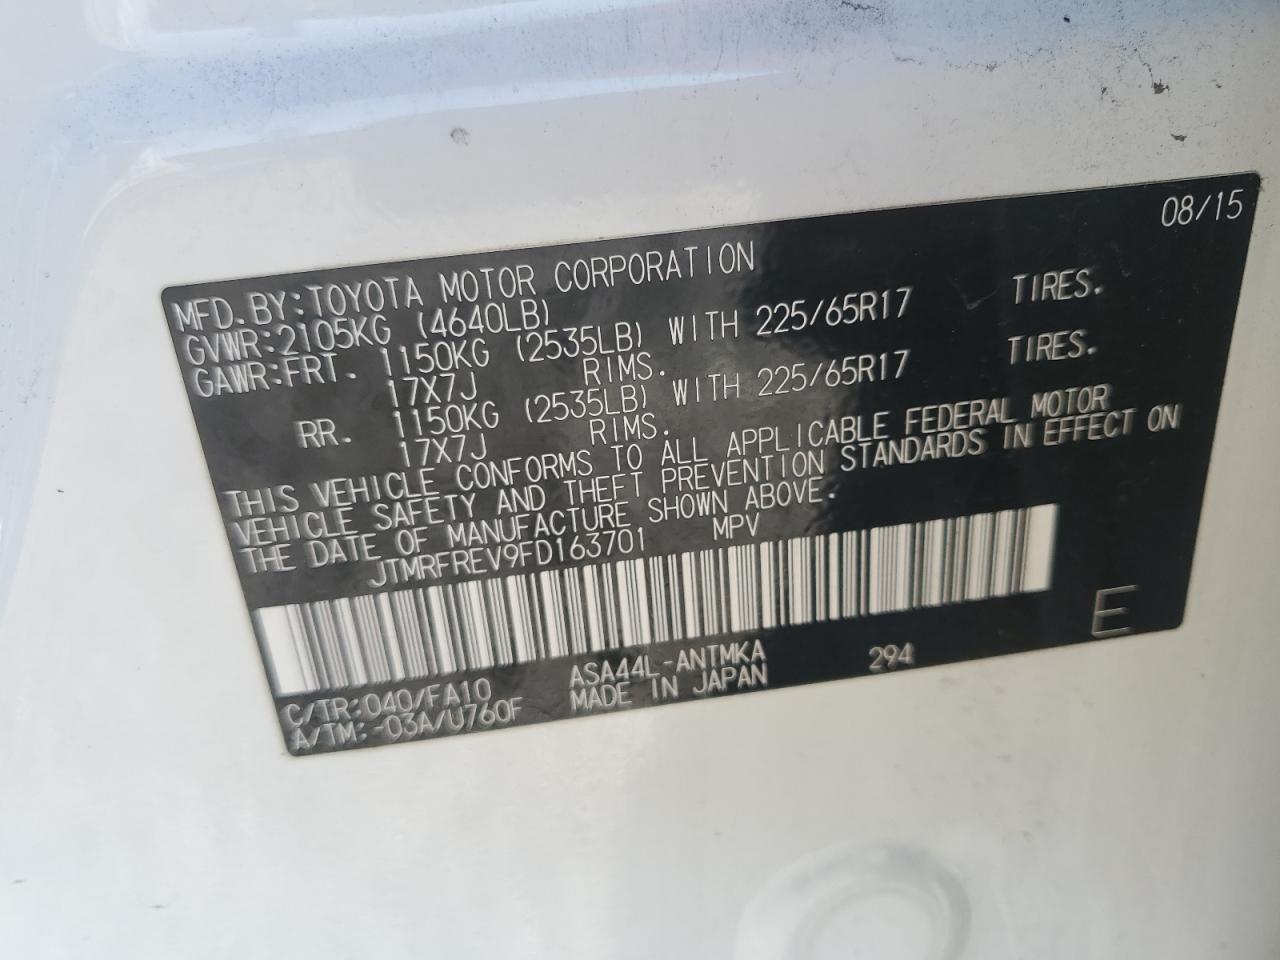 08/15
MFD. BY: TOYOTA MOTOR CORPORATION
GVWR: 2105KG (4640LB)
GAWR: FRT. 1150KG (2535LB) WITH 225/65R17 TIRES.
17X7J RIMS.
RR. 1150KG (2535LB) WITH 225/65R17 TIRES.
17X7J RIMS.
THIS VEHICLE CONFORMS TO ALL APPLICABLE FEDERAL MOTOR
VEHICLE SAFETY AND THEFT PREVENTION STANDARDS IN EFFECT ON
THE DATE OF MANUFACTURE SHOWN ABOVE.
JTMRFREV9FD163701 MPV
C/TR: 040/FA10 ASA44L-ANTMKA 294 E
A/TM: -03A/U760F MADE IN JAPAN